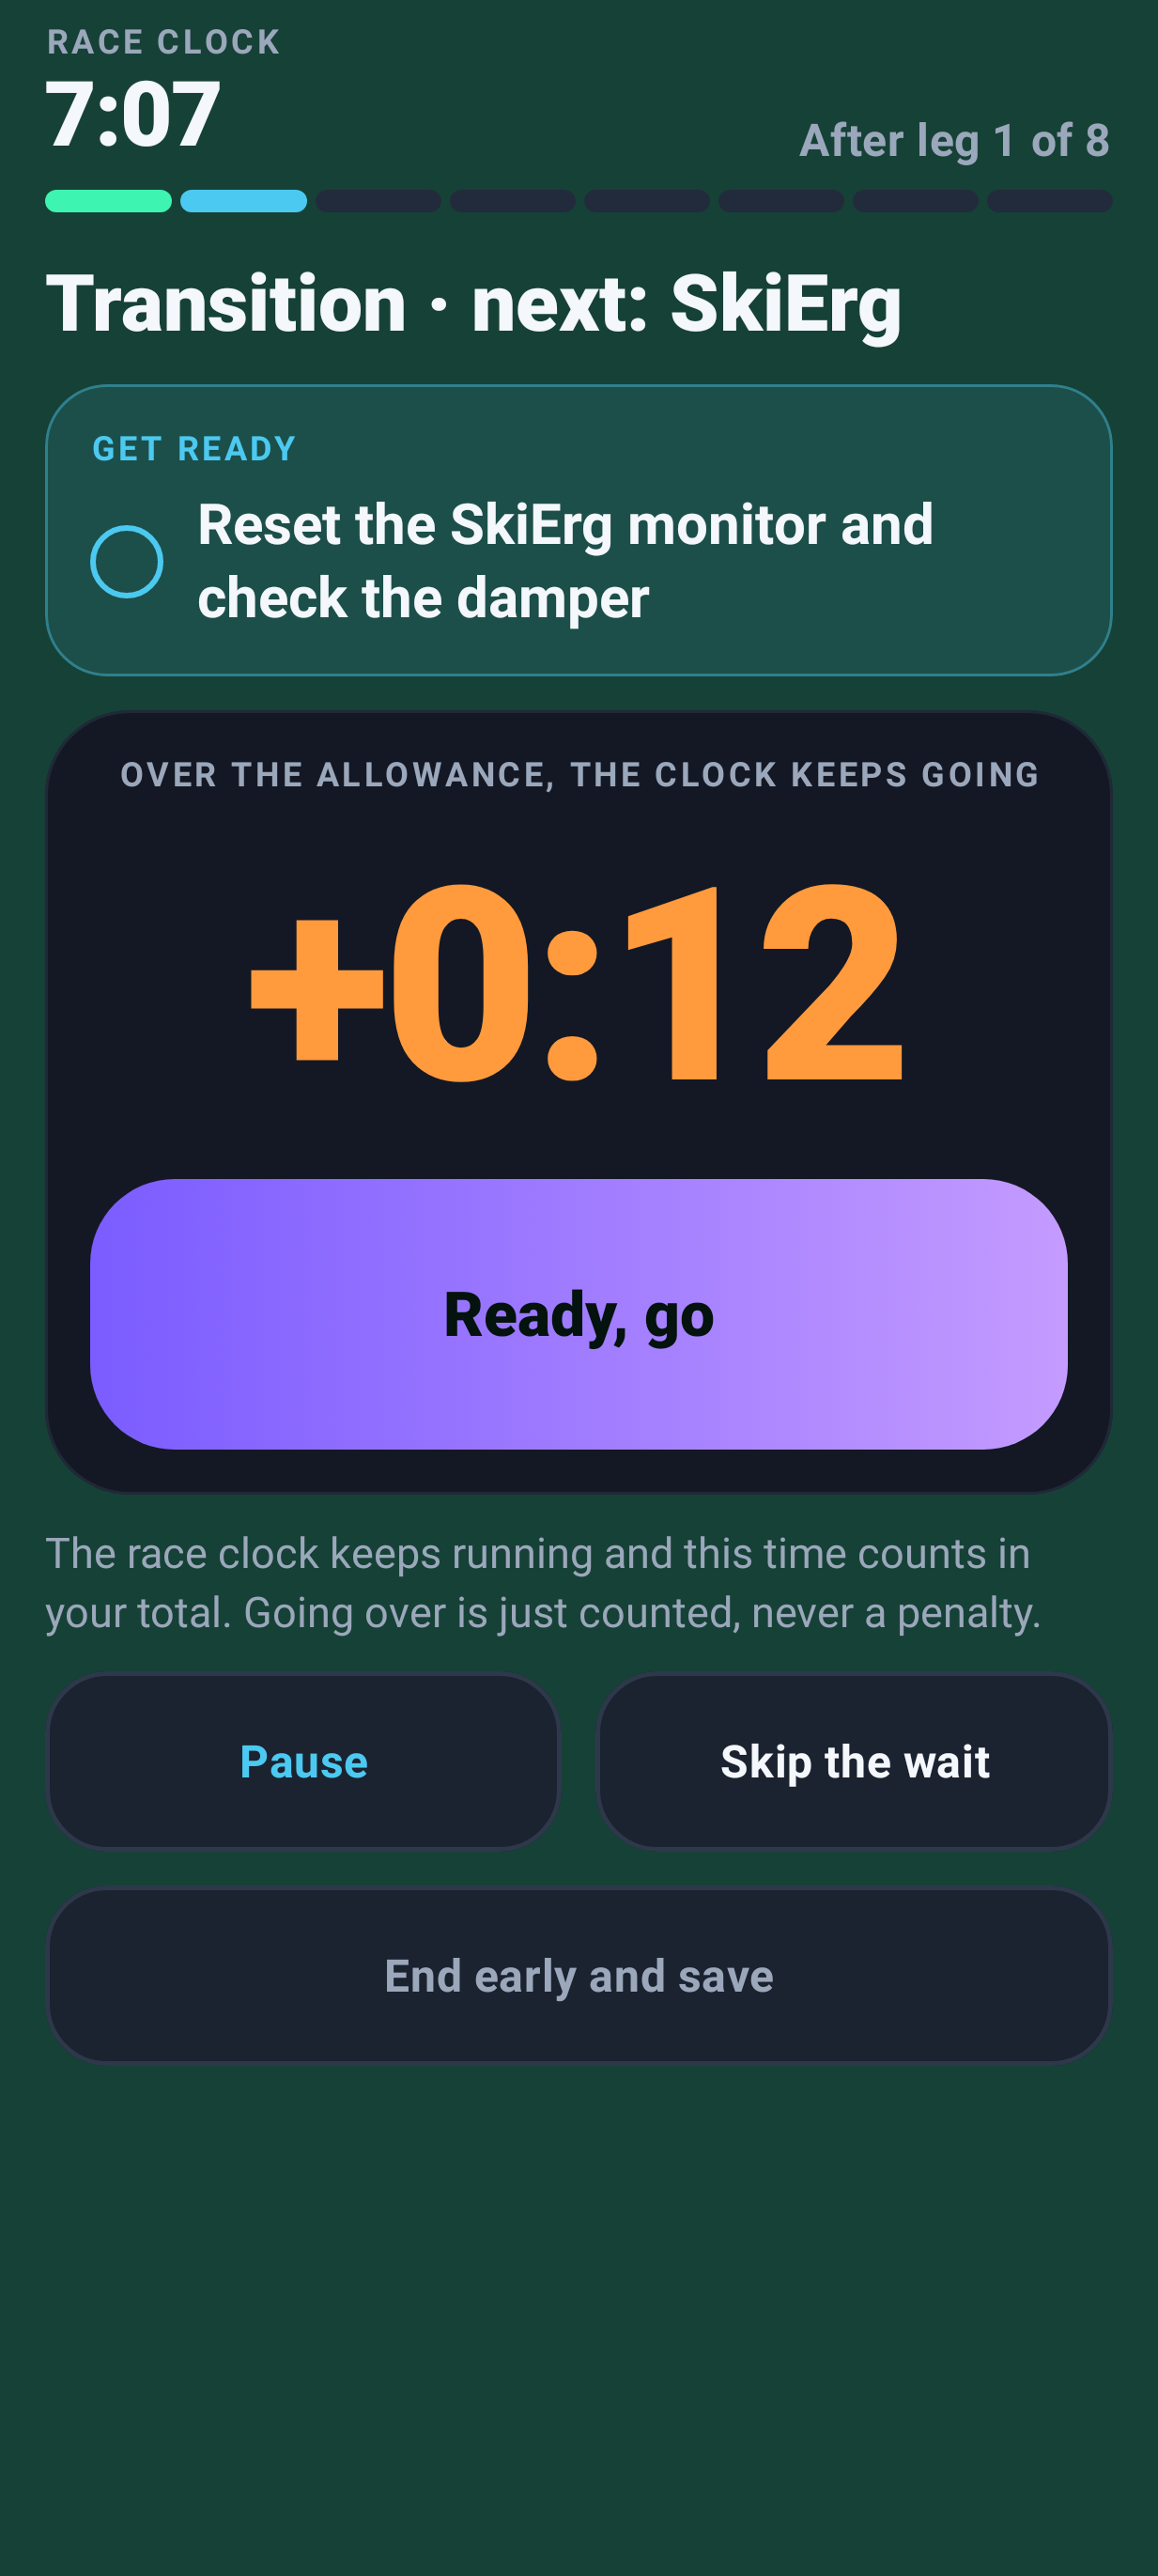 RACE CLOCK
7:07
After leg 1 of 8
Transition · next: SkiErg
GET READY
Reset the SkiErg monitor and
check the damper
OVER THE ALLOWANCE, THE CLOCK KEEPS GOING
+0:12
Ready, go
The race clock keeps running and this time counts in
your total. Going over is just counted, never a penalty.
Pause
Skip the wait
End early and save